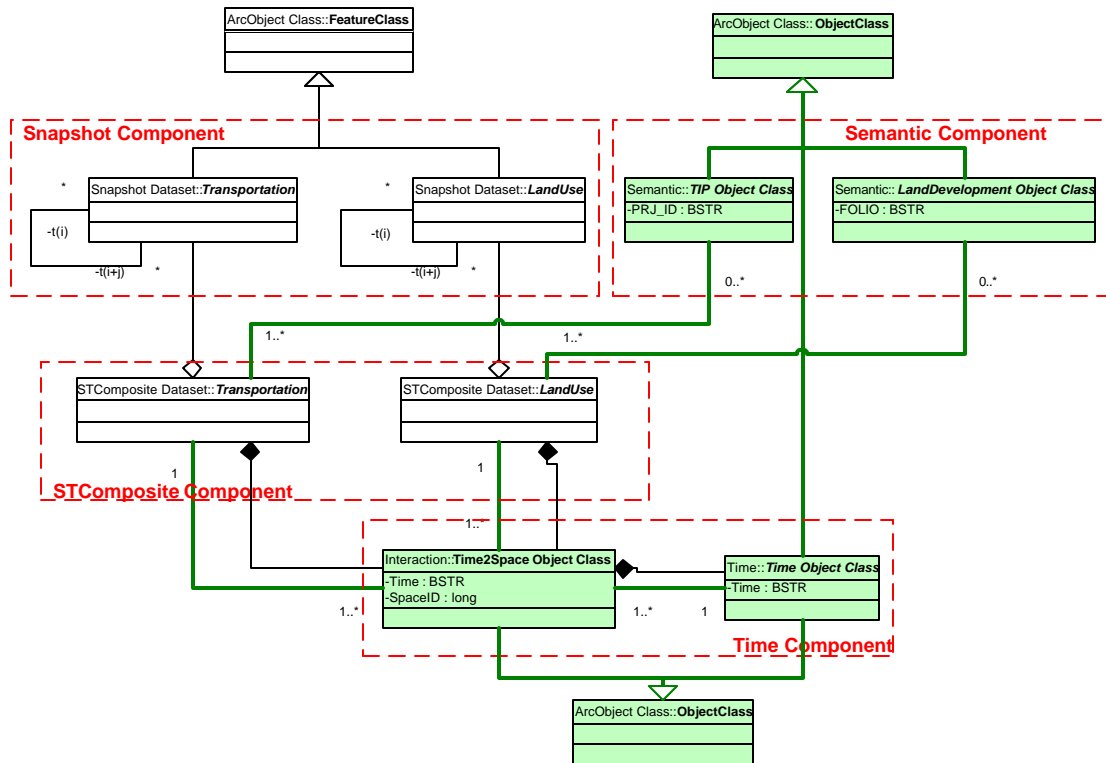 ArcObject Class::FeatureClass
ArcObject Class::ObjectClass
Snapshot Component
Semantic Component
Snapshot Dataset::Transportation
Snapshot Dataset::LandUse
Semantic::TIP Object Class
-PRJ_ID : BSTR
Semantic:: LandDevelopment Object Class
-FOLIO : BSTR
*
-t(i)
-t(i+j)
*
*
-t(i)
-t(i+j)
*
0..*
0..*
1..*
1..*
STComposite Dataset::Transportation
STComposite Dataset::LandUse
1
1
STComposite Component
1..*
Interaction::Time2Space Object Class
-Time : BSTR
-SpaceID : long
Time::Time Object Class
-Time : BSTR
1..*
1..*
1
Time Component
ArcObject Class::ObjectClass